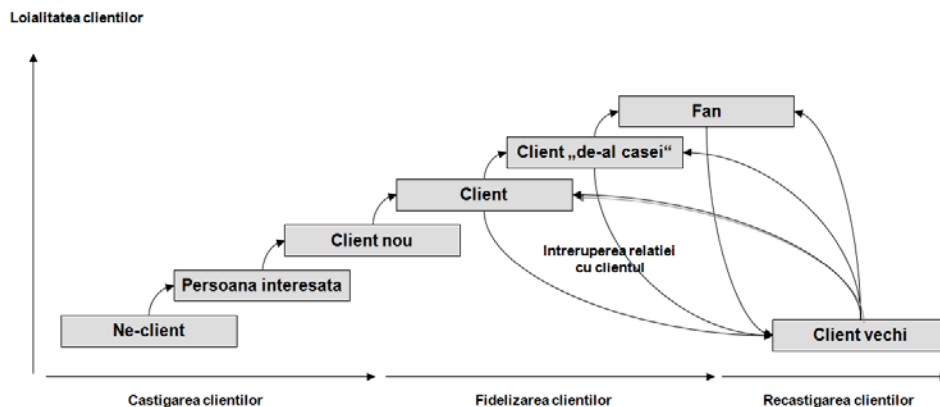 Loialitatea clientilor
Fan
Client „de-al casei“
Client
Client nou
Intreruperea relatiei
cu clientul
Persoana interesata
Ne-client
Client vechi
Castigarea clientilor
Fidelizarea clientilor
Recastigarea clientilor